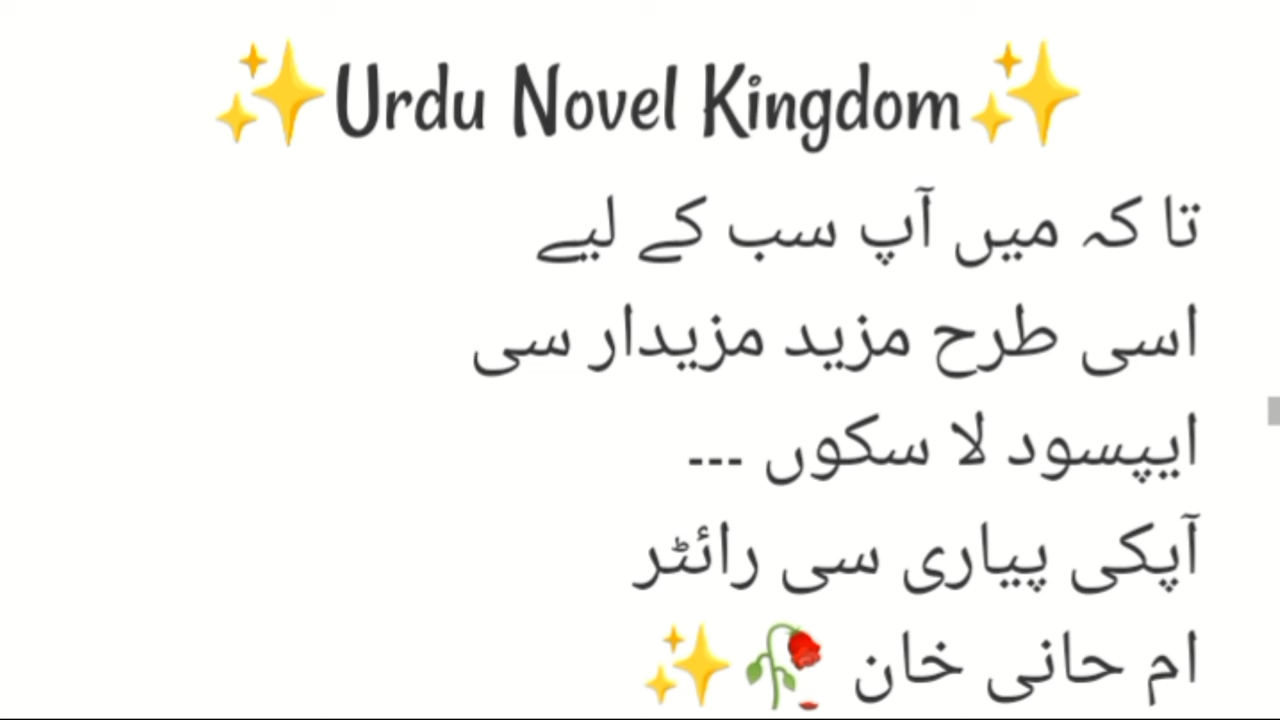 ✨Urdu Novel Kingdom✨
تا کہ میں آپ سب کے لیے
اسی طرح مزید مزیدار سی
ایپسود لا سکوں ---
آپکی پیاری سی رائٹر
ام حانی خان 🥀✨